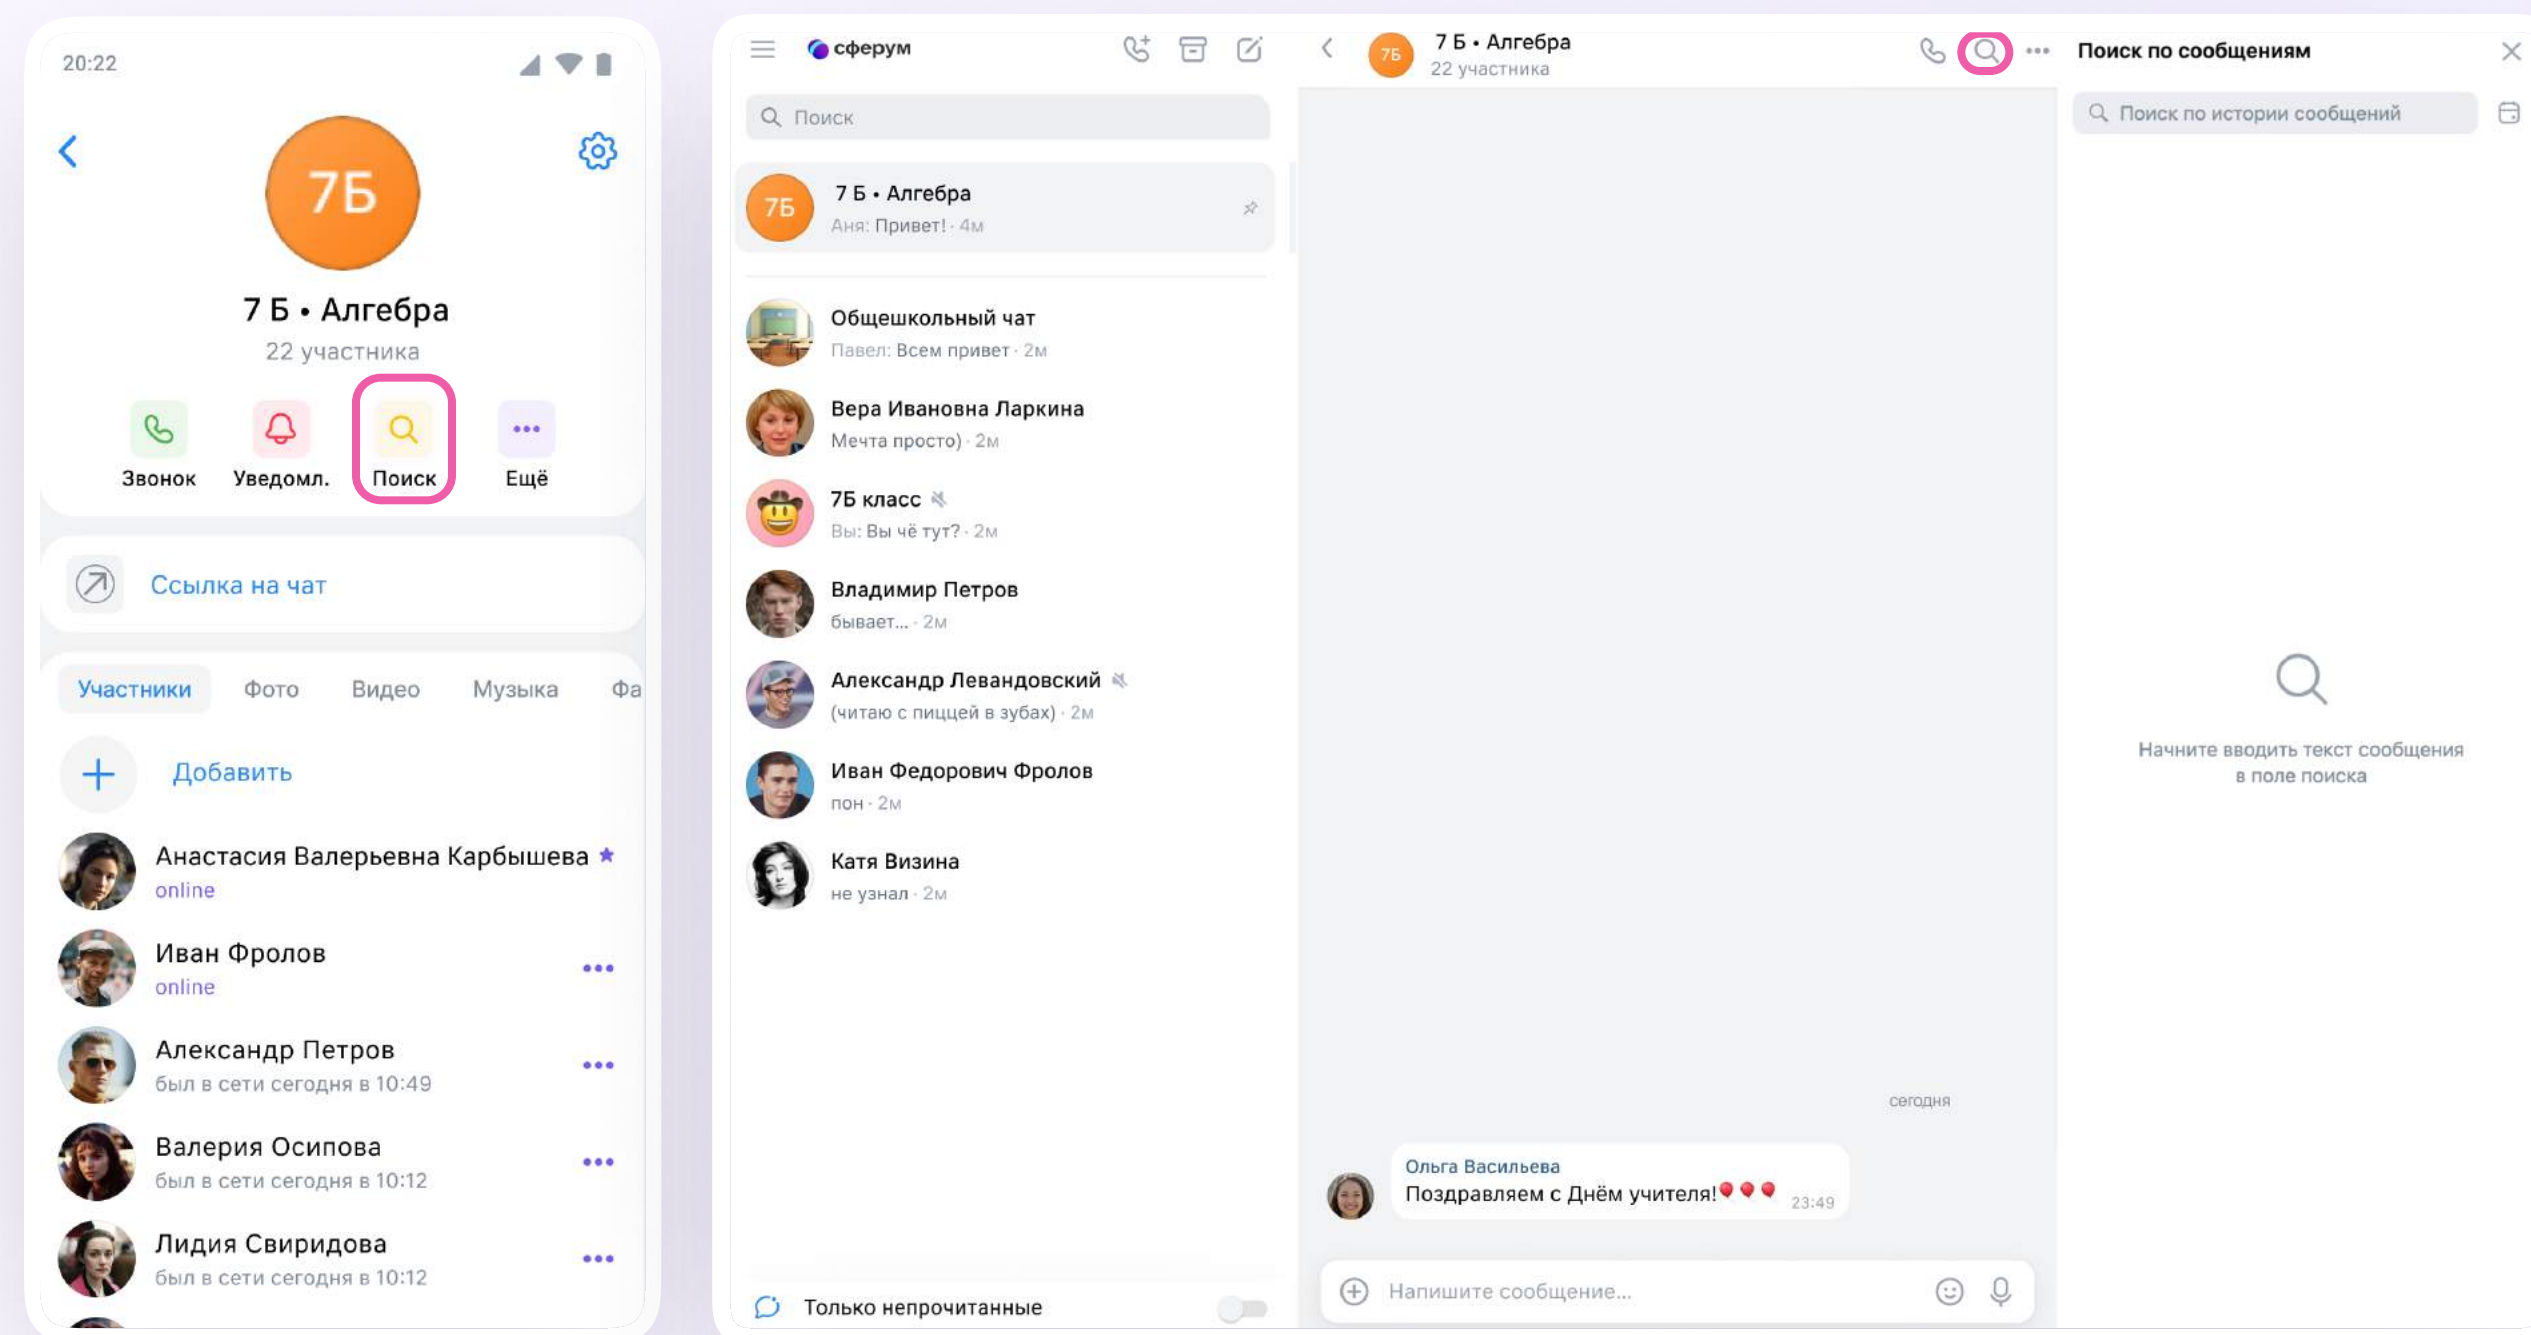 20:22
7Б
7 Б • Алгебра
22 участника
Звонок
Уведомл.
Поиск
Ещё
Ссылка на чат
Участники
Фото
Видео
Музыка
Фа
Добавить
Анастасия Валерьевна Карбышева
online
Иван Фролов
online
Александр Петров
был в сети сегодня в 10:49
Валерия Осипова
был в сети сегодня в 10:12
Лидия Свиридова
был в сети сегодня в 10:12
сферум
Поиск
7Б
7 Б • Алгебра
Аня: Привет! · 4м
Общешкольный чат
Павел: Всем привет · 2м
Вера Ивановна Ларкина
Мечта просто) · 2м
7Б класс
Вы: Вы чё тут? · 2м
Владимир Петров
бывает... · 2м
Александр Левандовский
(читаю с пиццей в зубах) · 2м
Иван Федорович Фролов
пон · 2м
Катя Визина
не узнал · 2м
Только непрочитанные
7Б
7 Б • Алгебра
22 участника
сегодня
Ольга Васильева
Поздравляем с Днём учителя!🎈🎈🎈 23:49
Напишите сообщение...
Поиск по сообщениям
Поиск по истории сообщений
Начните вводить текст сообщения
в поле поиска